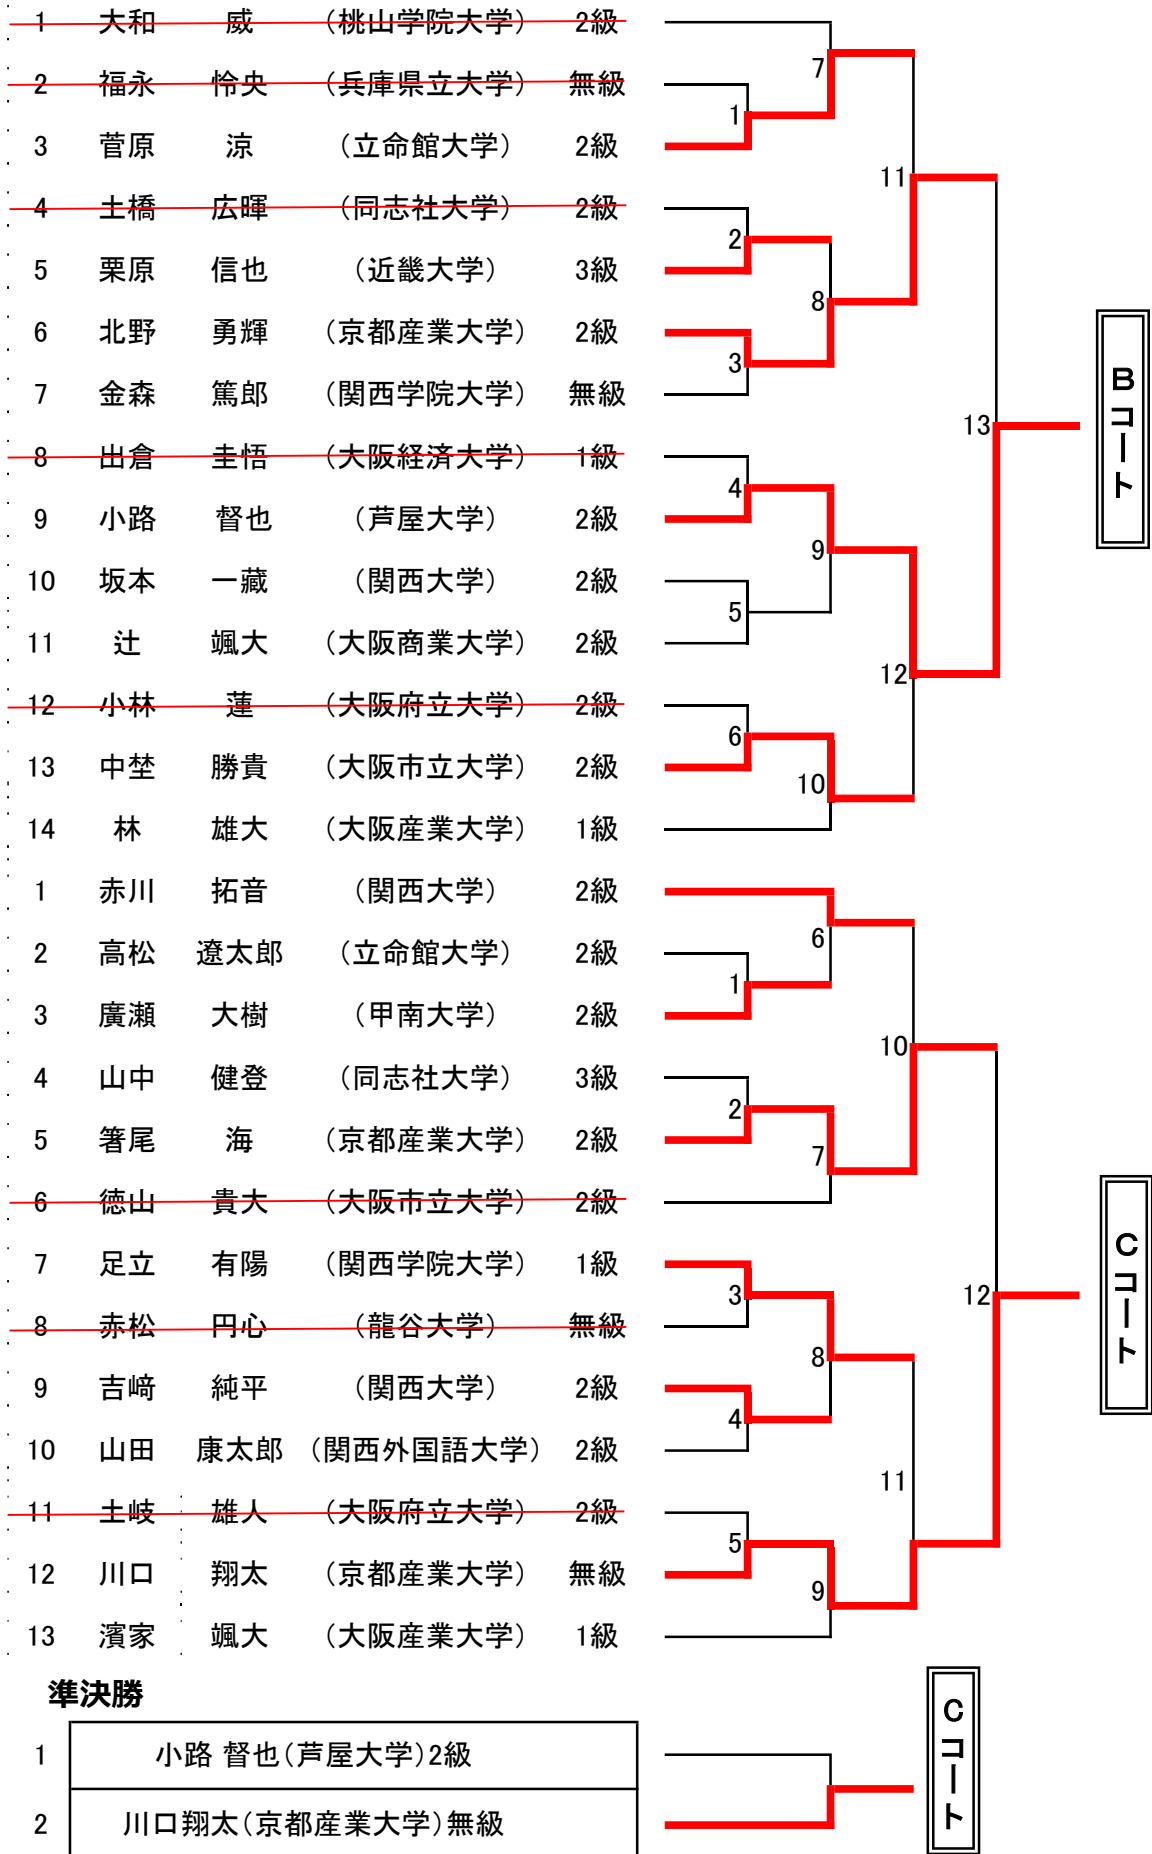 1 大和 威 (桃山学院大学) 2級
2 福永 怜央 (兵庫県立大学) 無級
3 菅原 涼 (立命館大学) 2級
4 土橋 広暉 (同志社大学) 2級
5 栗原 信也 (近畿大学) 3級
6 北野 勇輝 (京都産業大学) 2級
7 金森 篤郎 (関西学院大学) 無級
8 出倉 圭悟 (大阪経済大学) 1級
9 小路 督也 (芦屋大学) 2級
10 坂本 一蔵 (関西大学) 2級
11 辻 颯大 (大阪商業大学) 2級
12 小林 蓮 (大阪府立大学) 2級
13 中埜 勝貴 (大阪市立大学) 2級
14 林 雄大 (大阪産業大学) 1級
7
1
11
2
8
3
13
4
9
5
12
6
10
Bコート
1 赤川 拓音 (関西大学) 2級
2 高松 遼太郎 (立命館大学) 2級
3 廣瀬 大樹 (甲南大学) 2級
4 山中 健登 (同志社大学) 3級
5 箸尾 海 (京都産業大学) 2級
6 徳山 貴大 (大阪市立大学) 2級
7 足立 有陽 (関西学院大学) 1級
8 赤松 円心 (龍谷大学) 無級
9 吉﨑 純平 (関西大学) 2級
10 山田 康太郎 (関西外国語大学) 2級
11 土岐 雄人 (大阪府立大学) 2級
12 川口 翔太 (京都産業大学) 無級
13 濱家 颯大 (大阪産業大学) 1級
6
1
10
2
7
12
3
8
4
11
5
9
Cコート
準決勝
1 小路 督也(芦屋大学)2級
2 川口翔太(京都産業大学)無級
Cコート